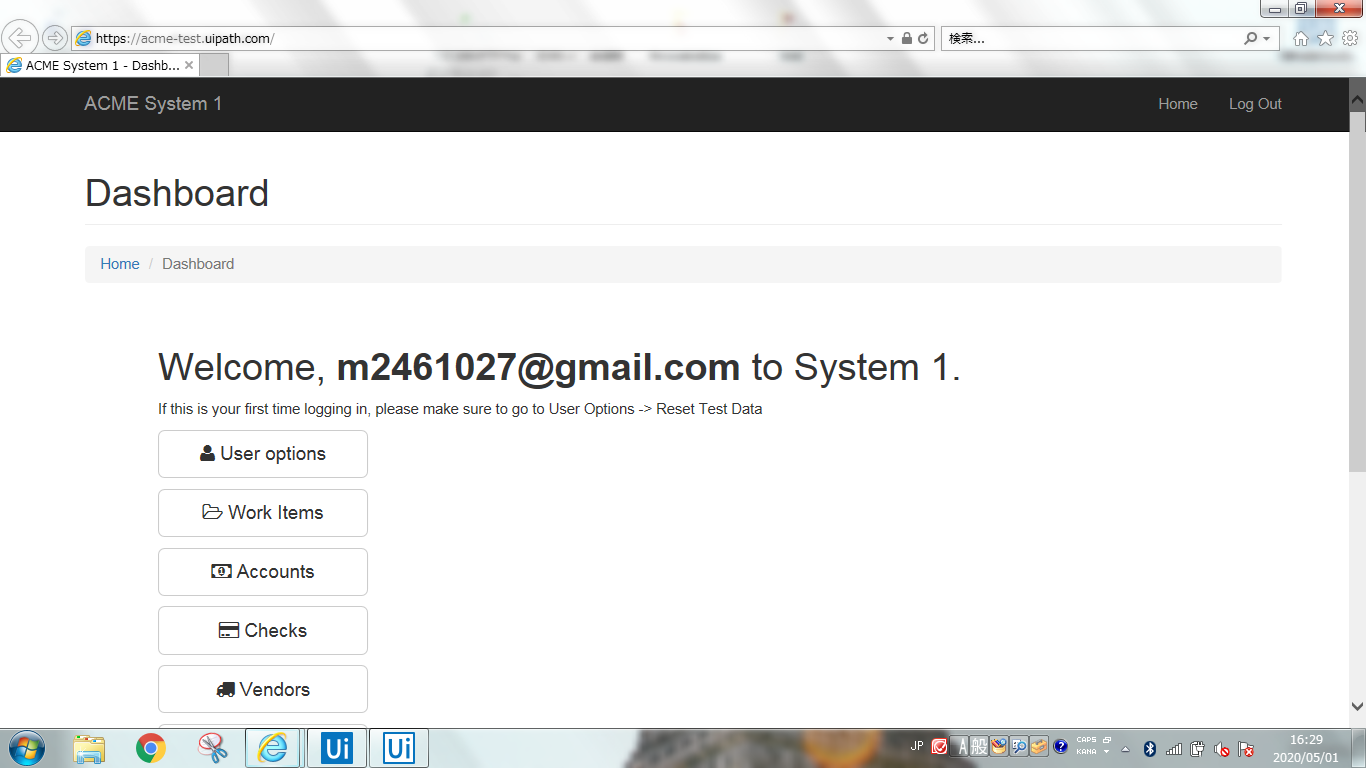 https://acme-test.uipath.com/
検索...
ACME System 1 - Dashb...
ACME System 1
Home
Log Out
Dashboard
Home / Dashboard
Welcome, m2461027@gmail.com to System 1.
If this is your first time logging in, please make sure to go to User Options -> Reset Test Data
User options
Work Items
Accounts
Checks
Vendors
Ui
Ui
JP
A 般
CAPS
KANA
16:29
2020/05/01